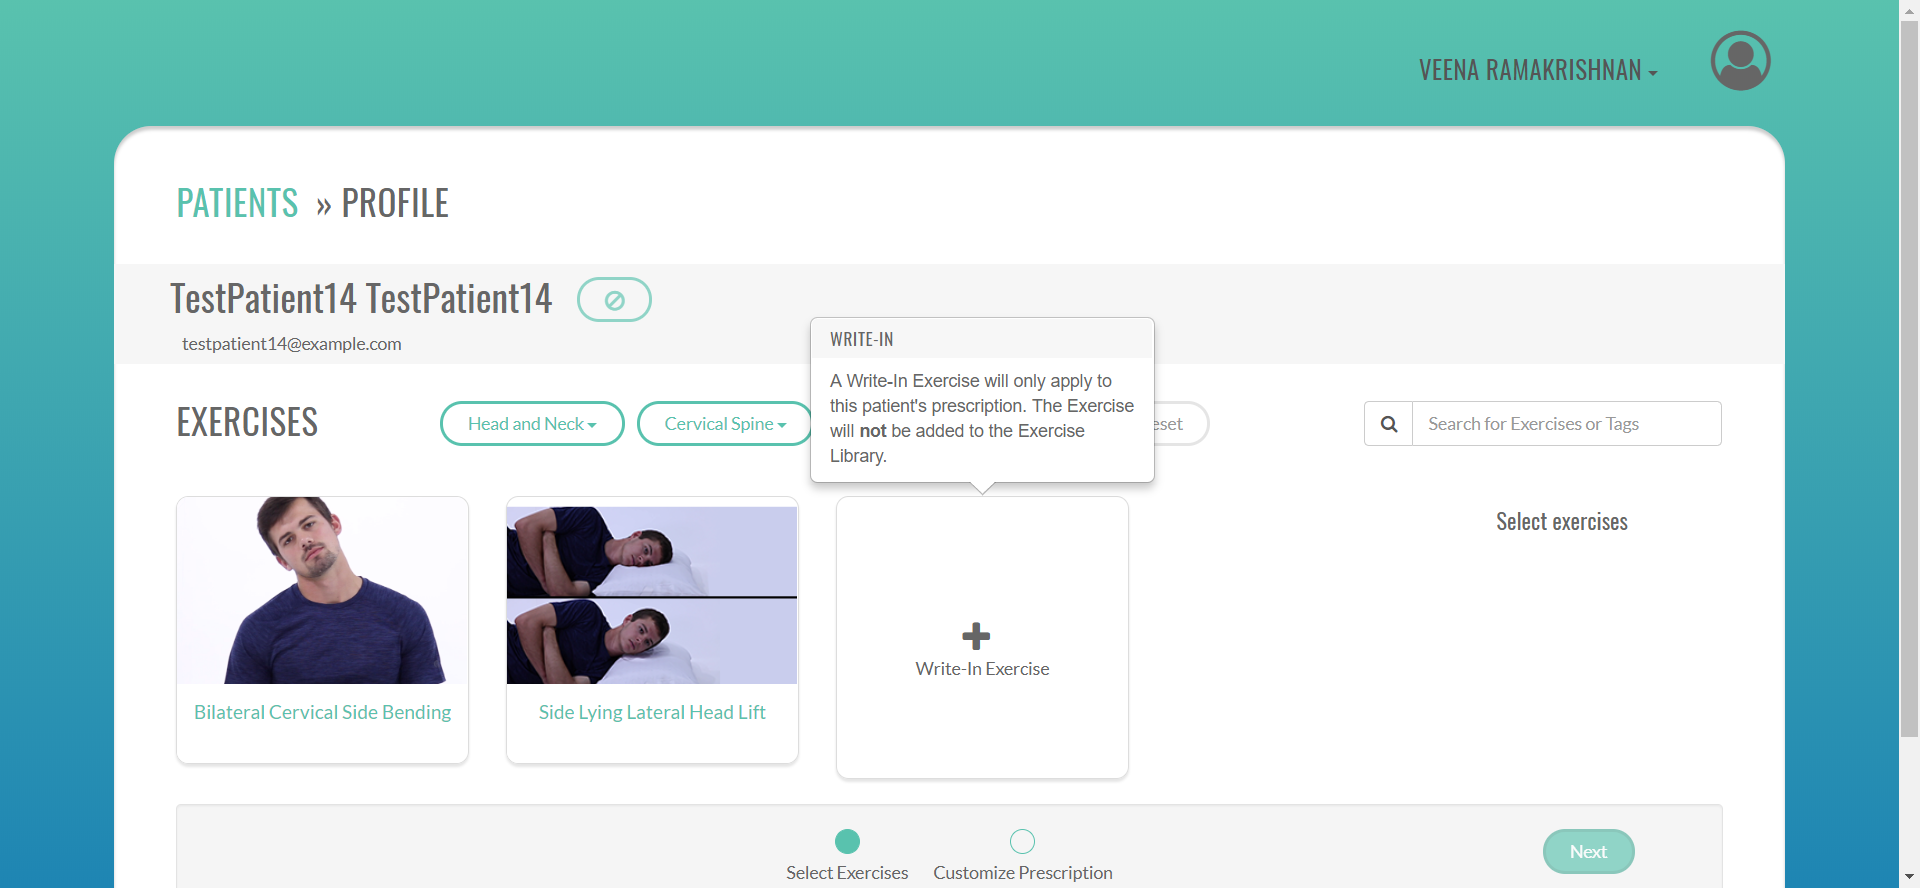 VEENA RAMAKRISHNAN
PATIENTS » PROFILE
TestPatient14 TestPatient14
testpatient14@example.com
WRITE-IN
A Write-In Exercise will only apply to
this patient's prescription. The Exercise
will not be added to the Exercise
Library.
EXERCISES
Head and Neck
Cervical Spine
eset
Search for Exercises or Tags
Select exercises
Write-In Exercise
Bilateral Cervical Side Bending
Side Lying Lateral Head Lift
Select Exercises
Customize Prescription
Next